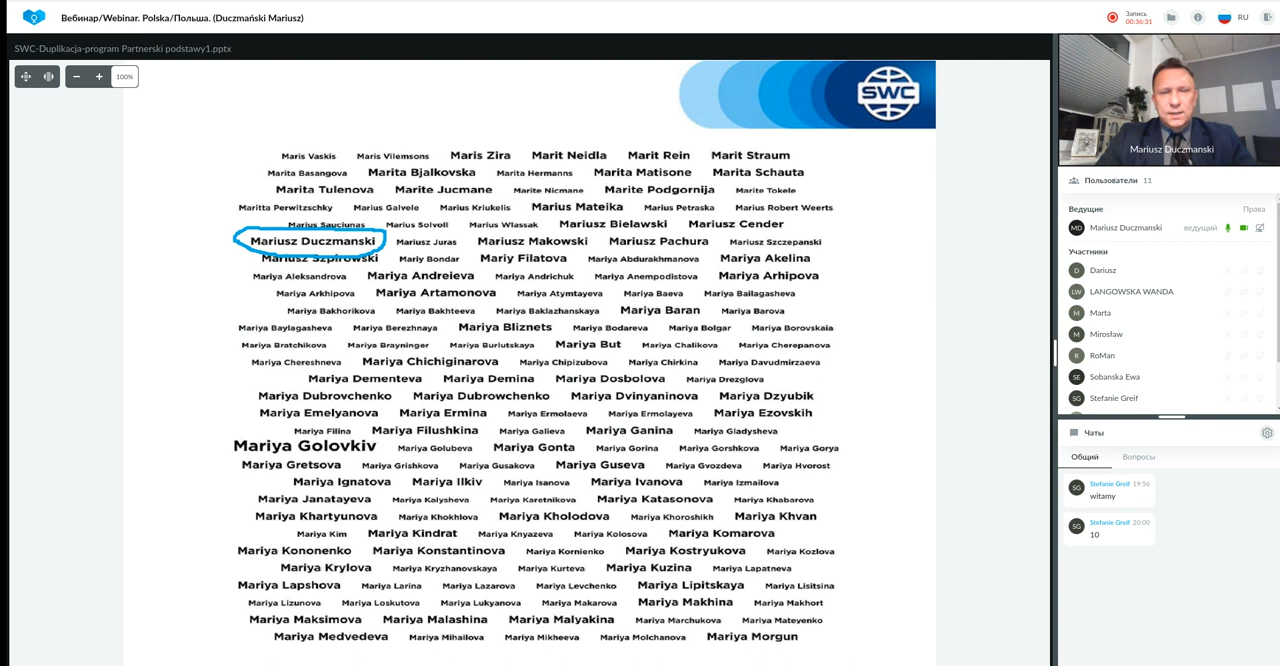 Вебинар/Webinar. Polska/Польша. (Duczmański Mariusz)
Запись
00:36:31
RU
SWC-Duplikacja-program Partnerski podstawy1.pptx
100%
SWC
Maris Vaskis Maris Vilemsons Maris Zira Marit Neidla Marit Rein Marit Straum
Marita Basangova Marita Bjalkovska Marita Hermanns Marita Matisone Marita Schauta
Marita Tulenova Marite Jucmane Marite Nicmane Marite Podgornija Marite Tokele
Maritta Perwitzschky Marius Galvele Marius Kriukelis Marius Mateika Marius Petraska Marius Robert Weerts
Marius Sauciunas Marius Solvoll Marius Wlassak Mariusz Bielawski Mariusz Cender
Mariusz Duczmanski Mariusz Juras Mariusz Makowski Mariusz Pachura Mariusz Szczepanski
Mariusz Szpirowski Mariy Bondar Mariy Filatova Mariya Abdurakhmanova Mariya Akelina
Mariya Aleksandrova Mariya Andreieva Mariya Andrichuk Mariya Anempodistova Mariya Arhipova
Mariya Arkhipova Mariya Artamonova Mariya Atymtayeva Mariya Baeva Mariya Bailagasheva
Mariya Bakhorikova Mariya Bakhteeva Mariya Baklazhanskaya Mariya Baran Mariya Barova
Mariya Baylagasheva Mariya Berezhnaya Mariya Bliznets Mariya Bodareva Mariya Bolgar Mariya Borovskaia
Mariya Bratchikova Mariya Brayninger Mariya Burlutskaya Mariya But Mariya Chalikova Mariya Cherepanova
Mariya Chereshneva Mariya Chichiginarova Mariya Chipizubova Mariya Chirkina Mariya Davudmirzaeva
Mariya Dementeva Mariya Demina Mariya Dosbolova Mariya Drezglova
Mariya Dubrovchenko Mariya Dubrowchenko Mariya Dvinyaninova Mariya Dzyubik
Mariya Emelyanova Mariya Ermina Mariya Ermolaeva Mariya Ermolayeva Mariya Ezovskih
Mariya Filina Mariya Filushkina Mariya Galieva Mariya Ganina Mariya Gladysheva
Mariya Golovkiv Mariya Golubeva Mariya Gonta Mariya Gorina Mariya Gorshkova Mariya Gorya
Mariya Gretsova Mariya Grishkova Mariya Gusakova Mariya Guseva Mariya Gvozdeva Mariya Hvorost
Mariya Ignatova Mariya Ilkiv Mariya Isanova Mariya Ivanova Mariya Izmailova
Mariya Janatayeva Mariya Kalysheva Mariya Karetnikova Mariya Katasonova Mariya Khabarova
Mariya Khartyunova Mariya Khokhlova Mariya Kholodova Mariya Khoroshikh Mariya Khvan
Mariya Kim Mariya Kindrat Mariya Knyazeva Mariya Kolosova Mariya Komarova
Mariya Kononenko Mariya Konstantinova Mariya Kornienko Mariya Kostryukova Mariya Kozlova
Mariya Krylova Mariya Kryzhanovskaya Mariya Kurteva Mariya Kuzina Mariya Lapatneva
Mariya Lapshova Mariya Larina Mariya Lazarova Mariya Levchenko Mariya Lipitskaya Mariya Lisitsina
Mariya Lizunova Mariya Loskutova Mariya Lukyanova Mariya Makarova Mariya Makhina Mariya Makhort
Mariya Maksimova Mariya Malashina Mariya Malyakina Mariya Marchukova Mariya Mateyenko
Mariya Medvedeva Mariya Mihailova Mariya Mikheeva Mariya Molchanova Mariya Morgun
Mariusz Duczmanski
Пользователи 11
Ведущие Права
MD Mariusz Duczmanski ведущий
Участники
D Dariusz
LW LANGOWSKA WANDA
M Marta
M Mirosław
R RoMan
SE Sobanska Ewa
SG Stefanie Greif
Чаты
Общий Вопросы
SG Stefanie Greif 19:56
witamy
SG Stefanie Greif 20:00
10